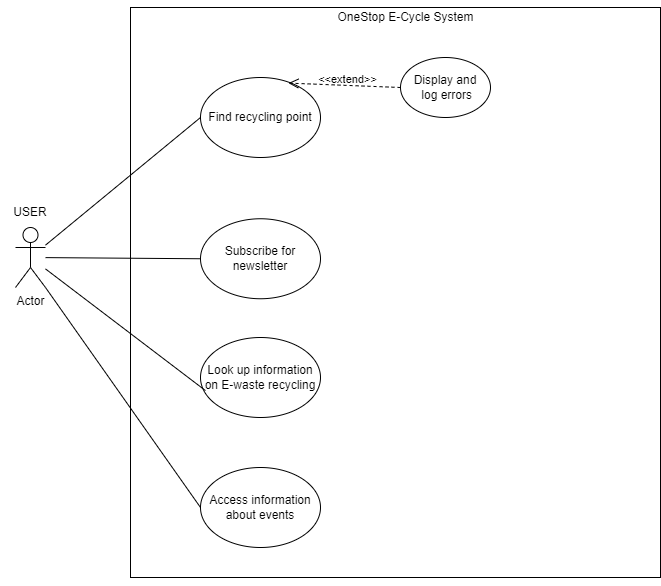 OneStop E-Cycle System
<<extend>>
Display and
log errors
Find recycling point
USER
Subscribe for
newsletter
Actor
Look up information
on E-waste recycling
Access information
about events